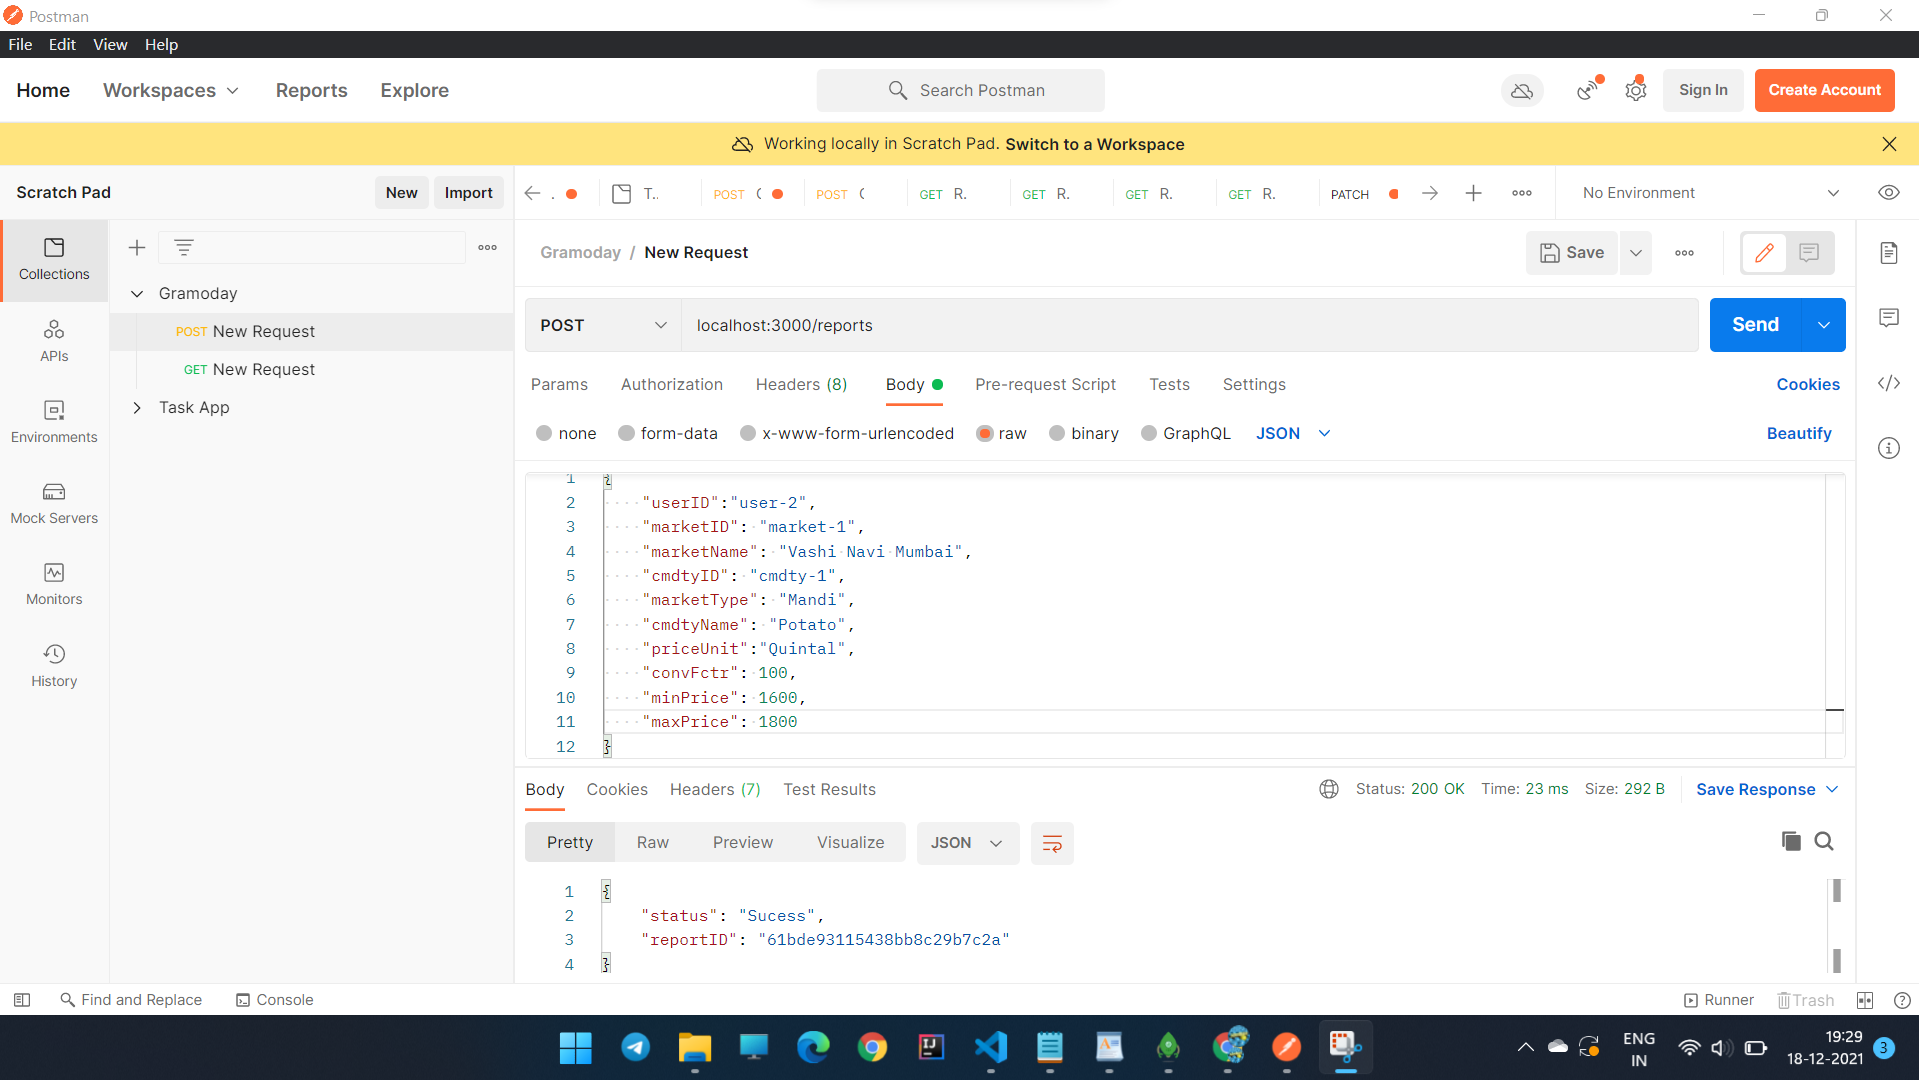 Postman
File Edit View Help
Home Workspaces Reports Explore Search Postman Sign In Create Account
Working locally in Scratch Pad. Switch to a Workspace
Scratch Pad New Import . T.. POST POST GET R. GET R. GET R. GET R. PATCH No Environment
Gramoday / New Request Save
Collections
APIs
Environments
Mock Servers
Monitors
History
Gramoday
POST New Request
GET New Request
Task App
POST localhost:3000/reports Send
Params Authorization Headers (8) Body Pre-request Script Tests Settings Cookies
none form-data x-www-form-urlencoded raw binary GraphQL JSON Beautify
1 {
2 "userID":"user-2",
3 "marketID": "market-1",
4 "marketName": "Vashi Navi Mumbai",
5 "cmdtyID": "cmdty-1",
6 "marketType": "Mandi",
7 "cmdtyName": "Potato",
8 "priceUnit":"Quintal",
9 "convFctr": 100,
10 "minPrice": 1600,
11 "maxPrice": 1800
12 }
Body Cookies Headers (7) Test Results Status: 200 OK Time: 23 ms Size: 292 B Save Response
Pretty Raw Preview Visualize JSON
1 {
2 "status": "Sucess",
3 "reportID": "61bde93115438bb8c29b7c2a"
4 }
Find and Replace Console Runner Trash
ENG
IN
19:29
18-12-2021
3